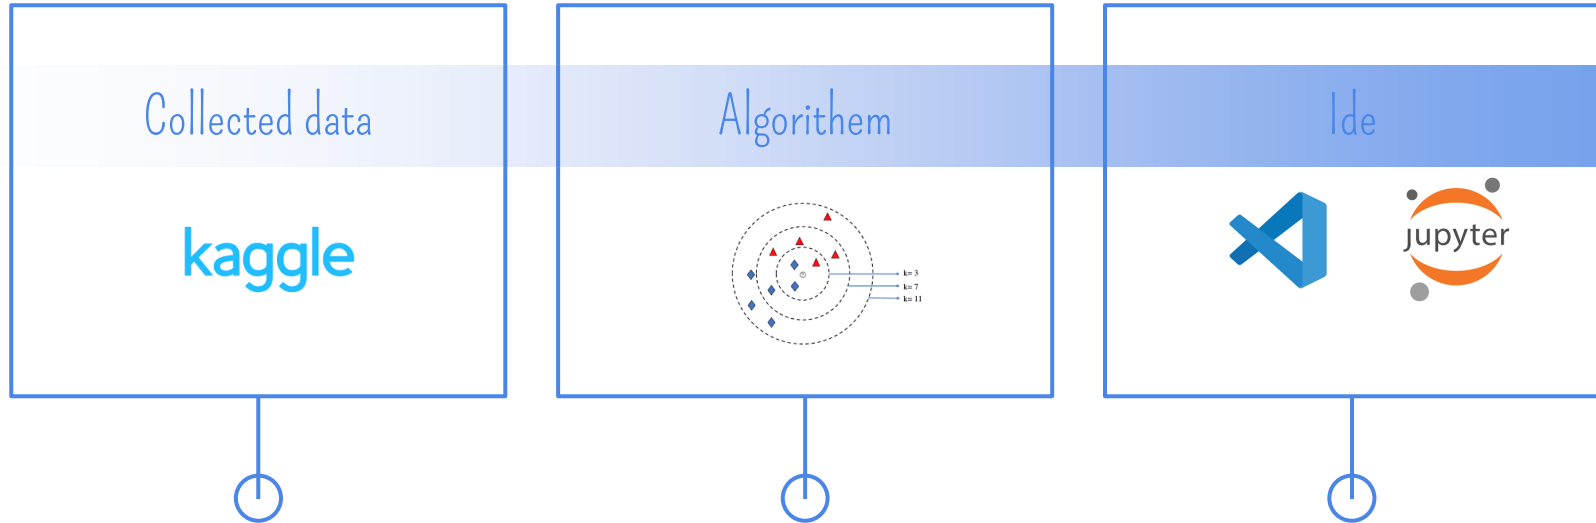 Collected data
Algorithem
Ide
kaggle
?
k= 3
k= 7
k= 11
jupyter